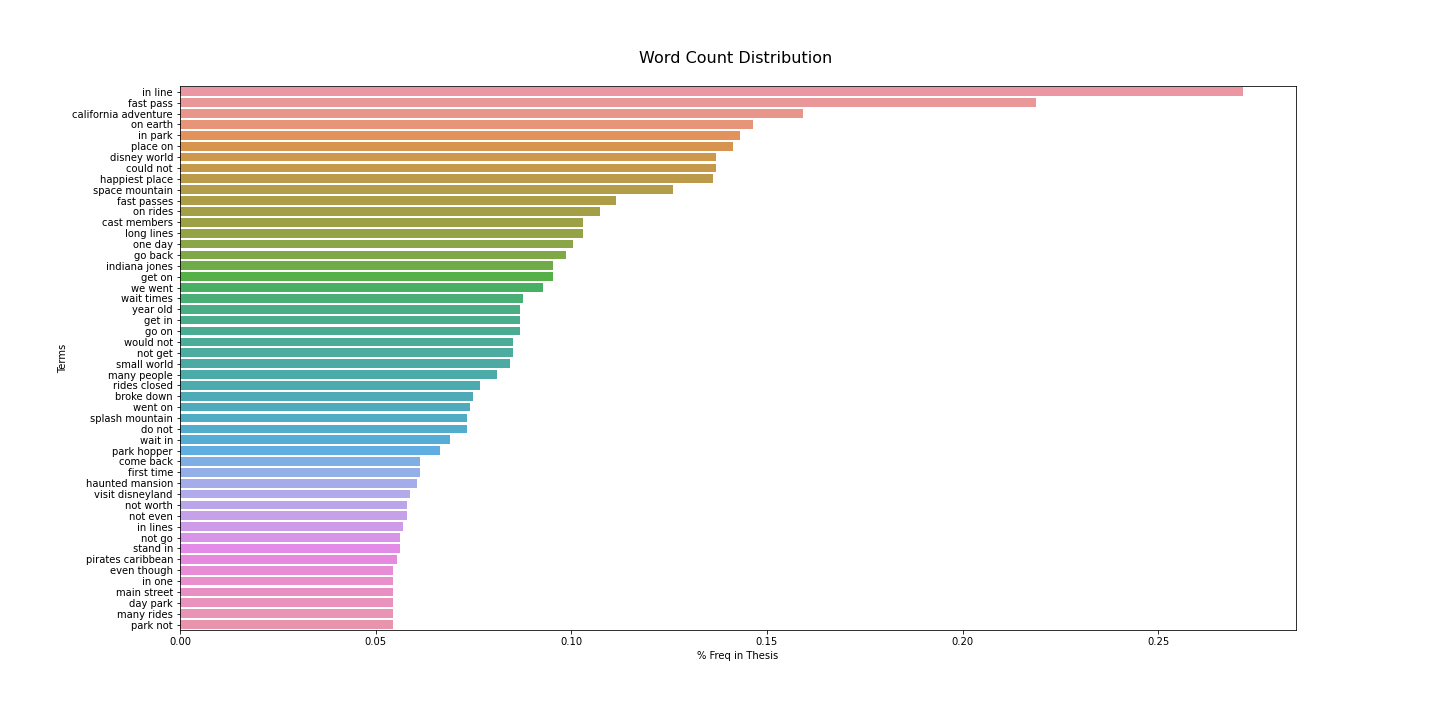 Word Count Distribution
in line
fast pass
california adventure
on earth
in park
place on
disney world
could not
happiest place
space mountain
fast passes
on rides
cast members
long lines
one day
go back
indiana jones
get on
we went
wait times
year old
get in
go on
would not
not get
small world
many people
rides closed
broke down
went on
splash mountain
do not
wait in
park hopper
come back
first time
haunted mansion
visit disneyland
not worth
not even
in lines
not go
stand in
pirates caribbean
even though
in one
main street
day park
many rides
park not
Terms
0.00 0.05 0.10 0.15 0.20 0.25
% Freq in Thesis